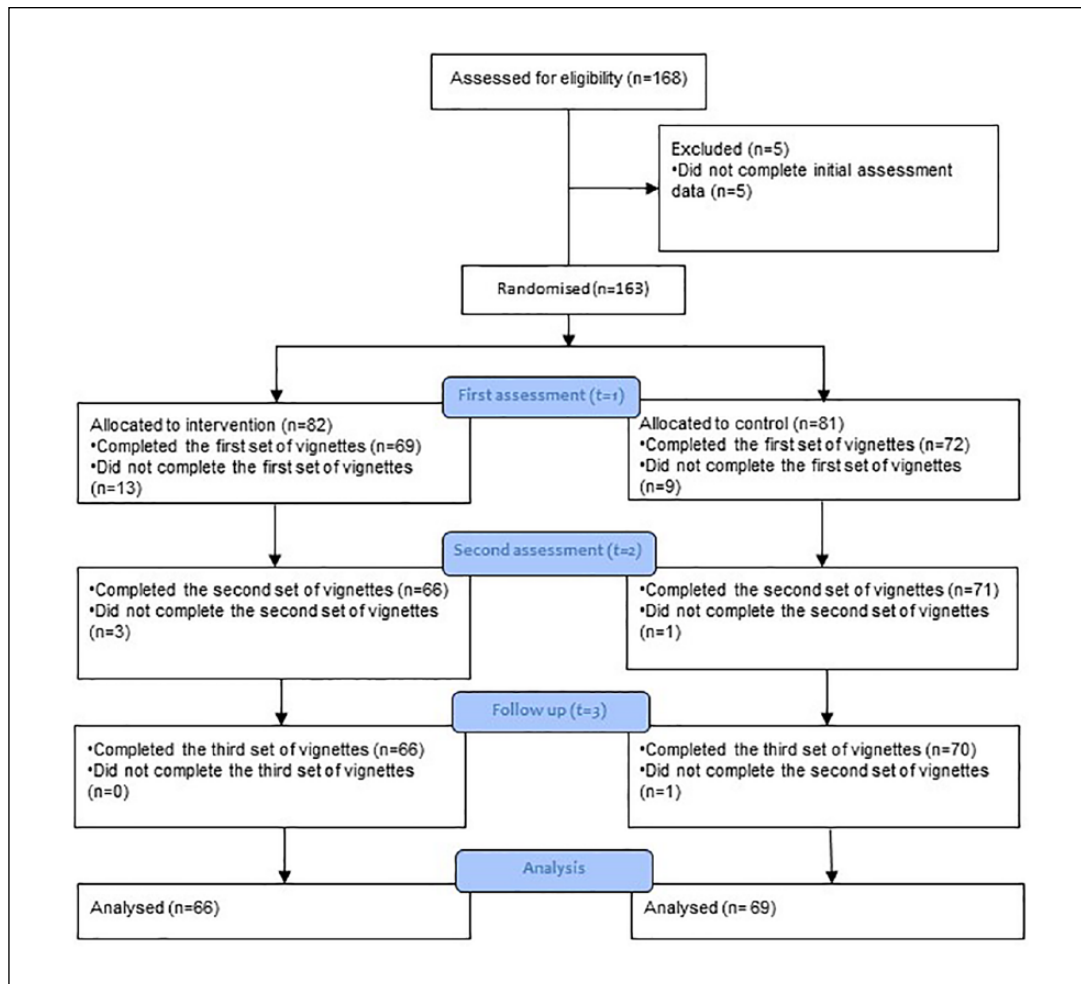 Assessed for eligibility (n=168)
Excluded (n=5)
•Did not complete initial assessment
data (n=5)
Randomised (n=163)
First assessment (t=1)
Allocated to intervention (n=82)
•Completed the first set of vignettes (n=69)
•Did not complete the first set of vignettes
(n=13)
Allocated to control (n=81)
•Completed the first set of vignettes (n=72)
•Did not complete the first set of vignettes
(n=9)
Second assessment (t=2)
•Completed the second set of vignettes (n=66)
•Did not complete the second set of vignettes
(n=3)
•Completed the second set of vignettes (n=71)
•Did not complete the second set of vignettes
(n=1)
Follow up (t=3)
•Completed the third set of vignettes (n=66)
•Did not complete the third set of vignettes
(n=0)
•Completed the third set of vignettes (n=70)
•Did not complete the second set of vignettes
(n=1)
Analysis
Analysed (n=66)
Analysed (n= 69)